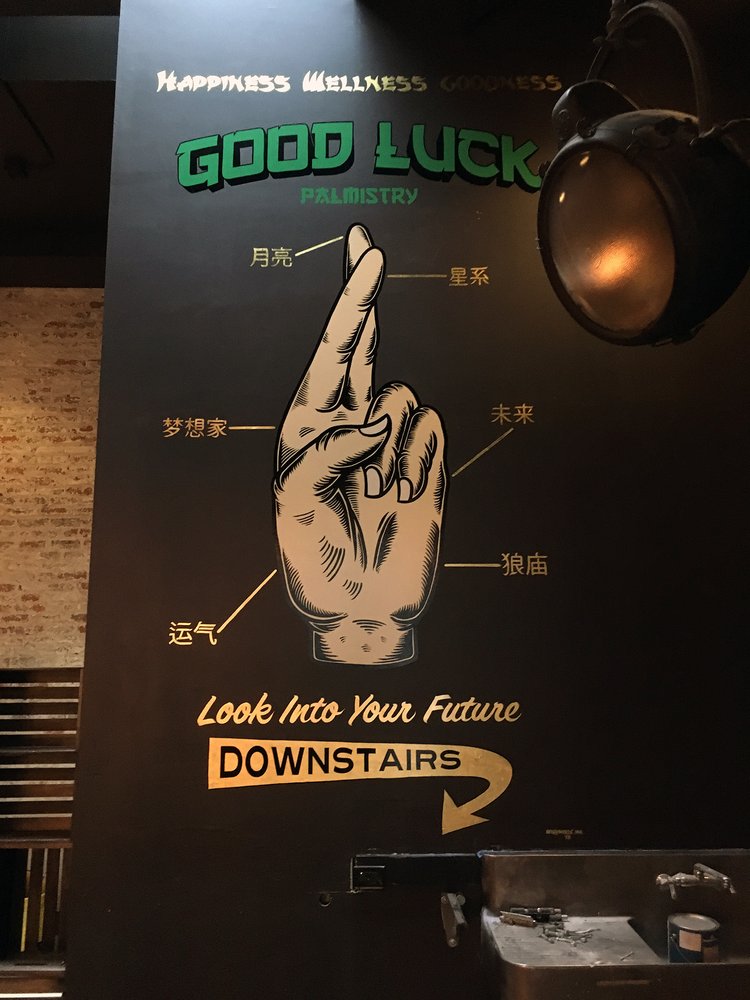 HAPPINESS WELLNESS GOODNESS
GOOD LUCK
PALMISTRY
月亮
星系
梦想家
未来
狼庙
运气
Look Into Your Future
DOWNSTAIRS